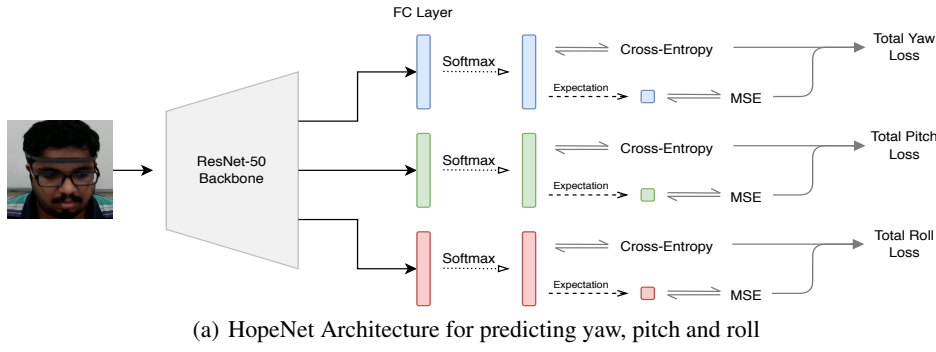 FC Layer
Softmax
Cross-Entropy
Total Yaw
Loss
Expectation
MSE
ResNet-50
Backbone
Softmax
Cross-Entropy
Total Pitch
Loss
Expectation
MSE
Softmax
Cross-Entropy
Total Roll
Loss
Expectation
MSE
(a) HopeNet Architecture for predicting yaw, pitch and roll